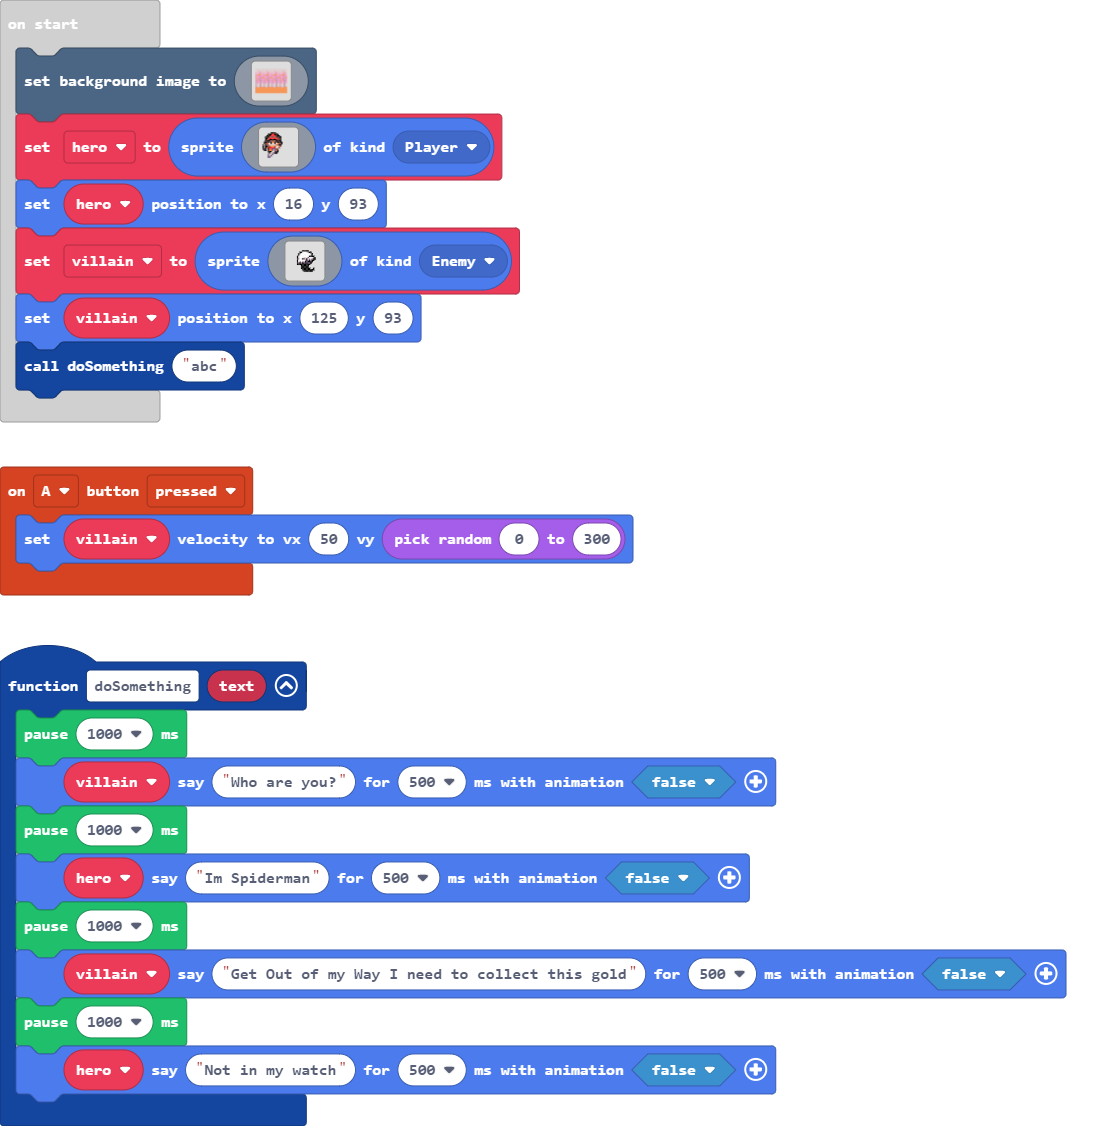 on start
set background image to
set hero to sprite of kind Player
set hero position to x 16 y 93
set villain to sprite of kind Enemy
set villain position to x 125 y 93
call doSomething "abc"
on A button pressed
set villain velocity to vx 50 vy pick random 0 to 300
function doSomething text
pause 1000 ms
villain say "Who are you?" for 500 ms with animation false
pause 1000 ms
hero say "Im Spiderman" for 500 ms with animation false
pause 1000 ms
villain say "Get Out of my Way I need to collect this gold" for 500 ms with animation false
pause 1000 ms
hero say "Not in my watch" for 500 ms with animation false